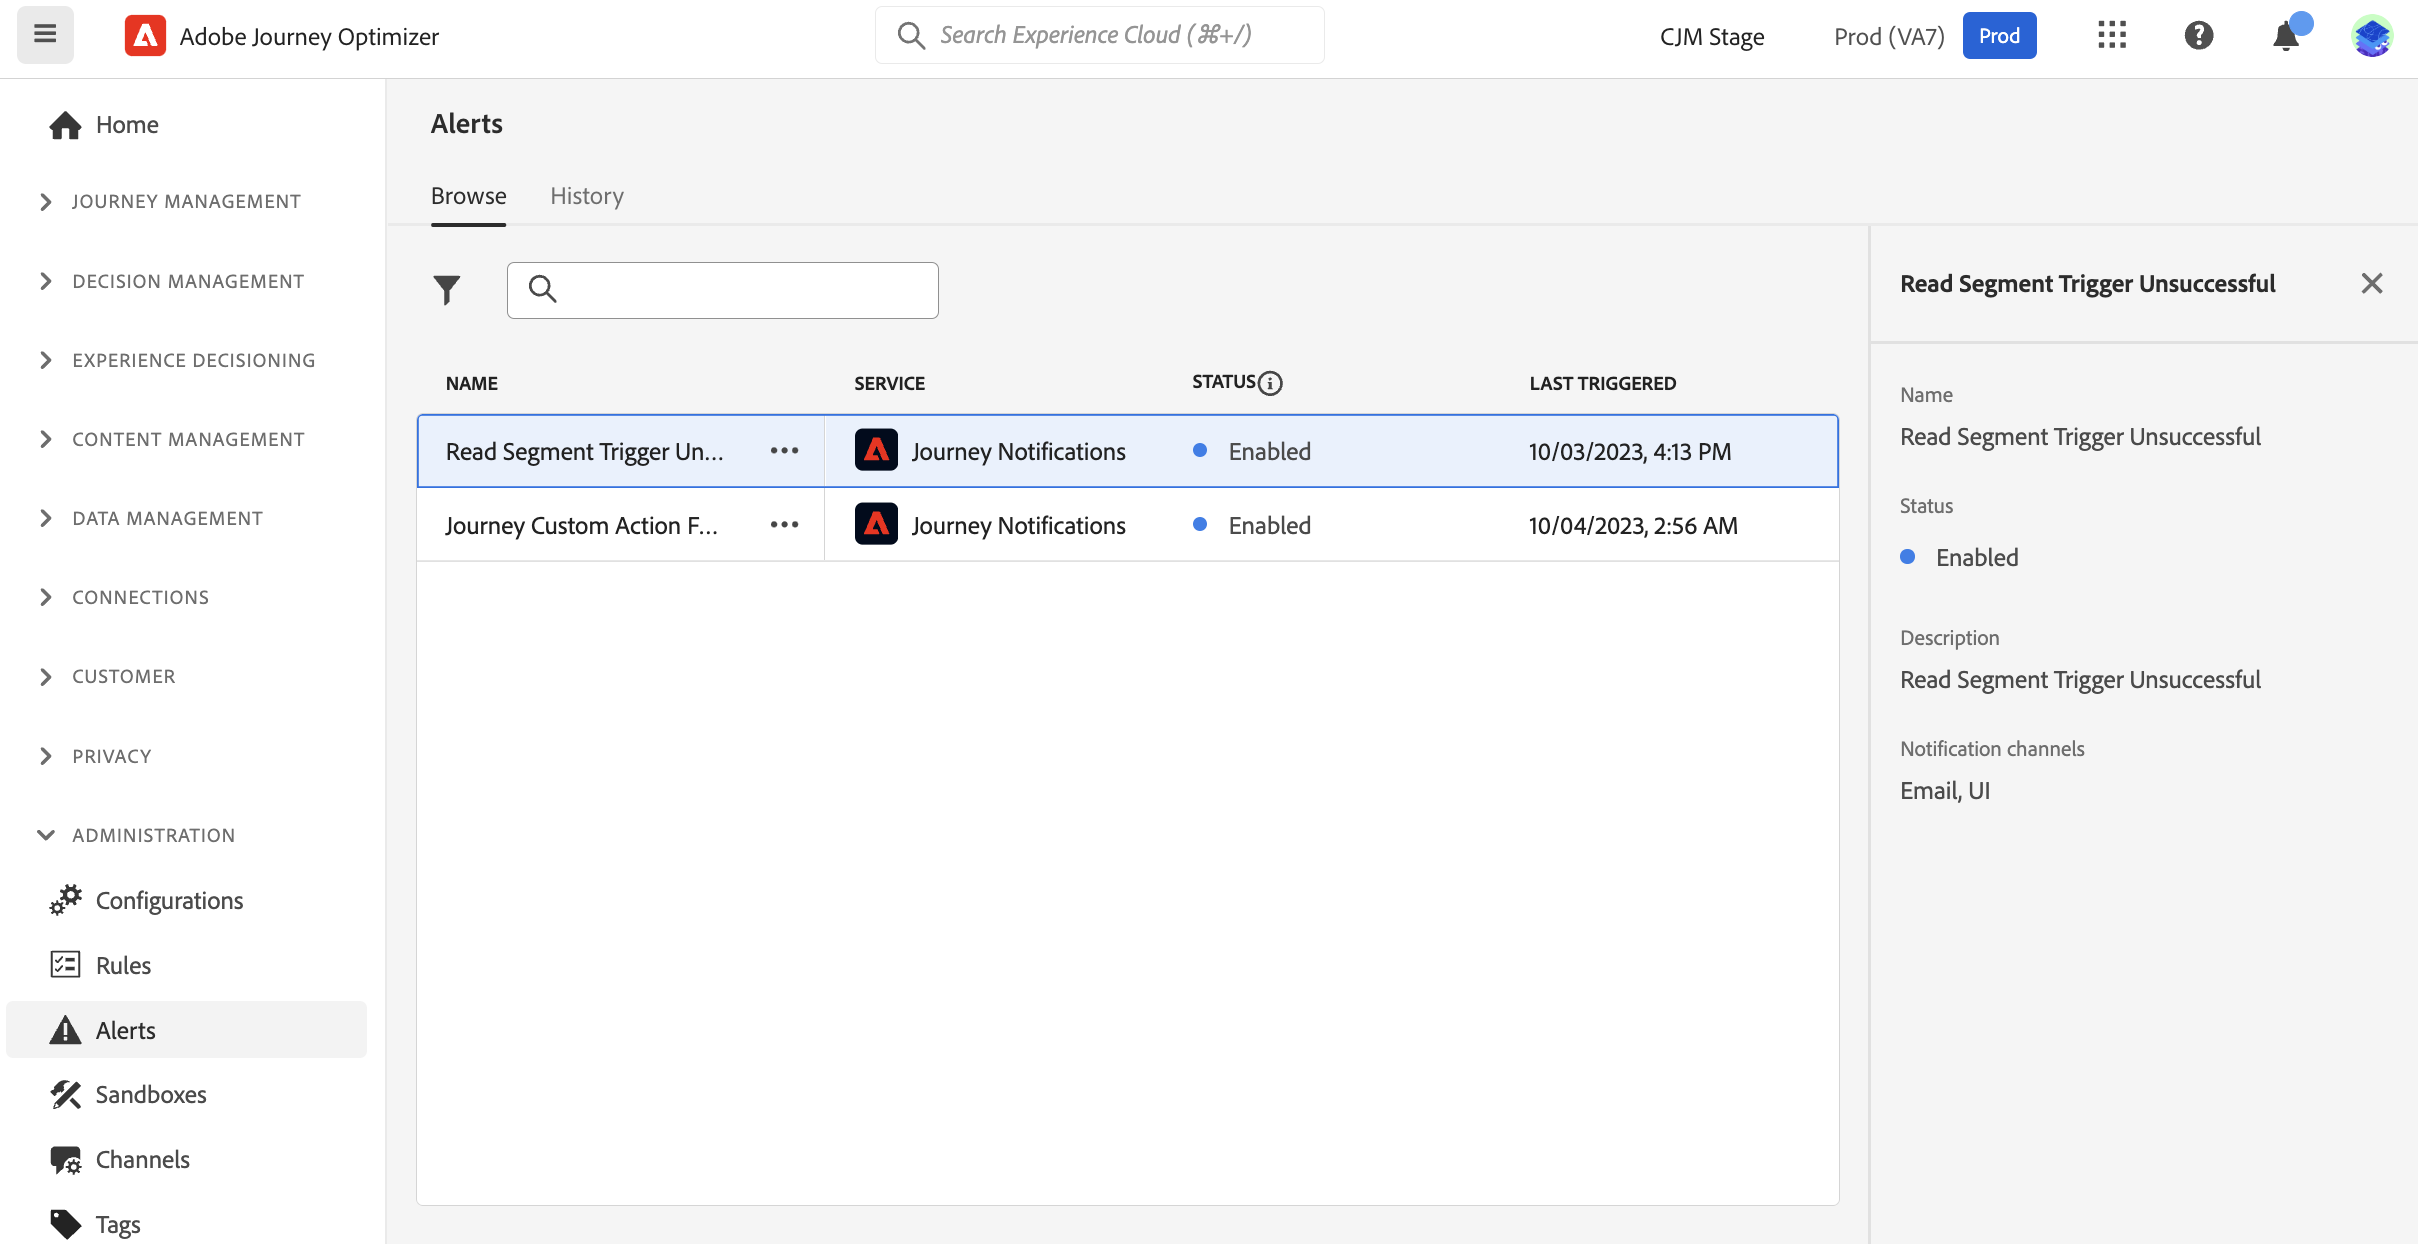 Adobe Journey Optimizer
Search Experience Cloud (⌘+/)
CJM Stage
Prod (VA7)
Prod
Home
JOURNEY MANAGEMENT
DECISION MANAGEMENT
EXPERIENCE DECISIONING
CONTENT MANAGEMENT
DATA MANAGEMENT
CONNECTIONS
CUSTOMER
PRIVACY
ADMINISTRATION
Configurations
Rules
Alerts
Sandboxes
Channels
Tags
Alerts
Browse History
NAME SERVICE STATUS LAST TRIGGERED
Read Segment Trigger Un... Journey Notifications Enabled 10/03/2023, 4:13 PM
Journey Custom Action F... Journey Notifications Enabled 10/04/2023, 2:56 AM
Read Segment Trigger Unsuccessful
Name
Read Segment Trigger Unsuccessful
Status
Enabled
Description
Read Segment Trigger Unsuccessful
Notification channels
Email, UI